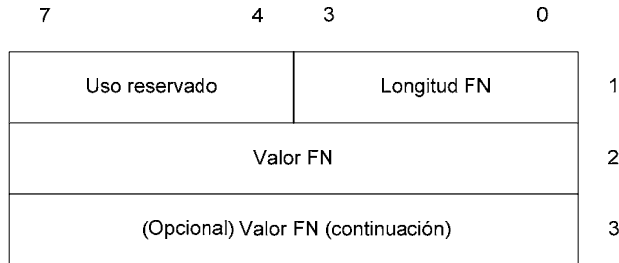 7 4 3 0
Uso reservado Longitud FN 1
Valor FN 2
(Opcional) Valor FN (continuación) 3